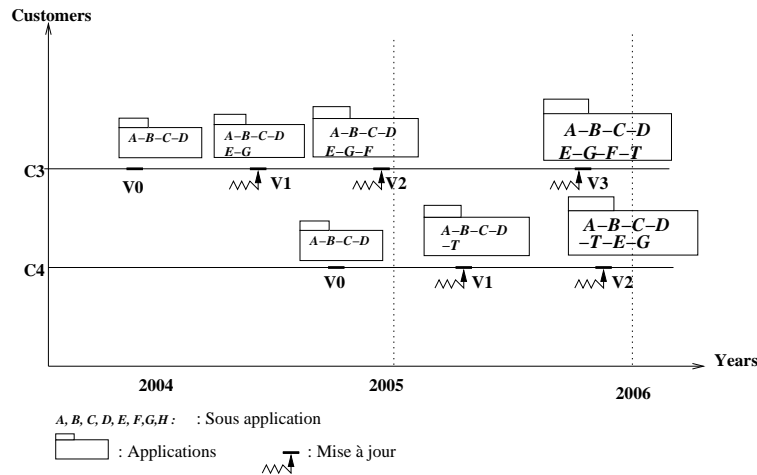 Customers
A–B–C–D
A–B–C–D
E–G
A–B–C–D
E–G–F
A–B–C–D
E–G–F–T
C3
V0
V1
V2
V3
A–B–C–D
A–B–C–D
–T
A–B–C–D
–T–E–G
C4
V0
V1
V2
Years
2004
2005
2006
A, B, C, D, E, F,G,H : : Sous application
: Applications
: Mise à jour